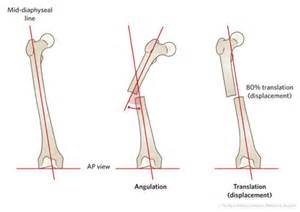 Mid-diaphyseal
line
80% translation
(displacement)
AP view
Angulation
Translation
(displacement)